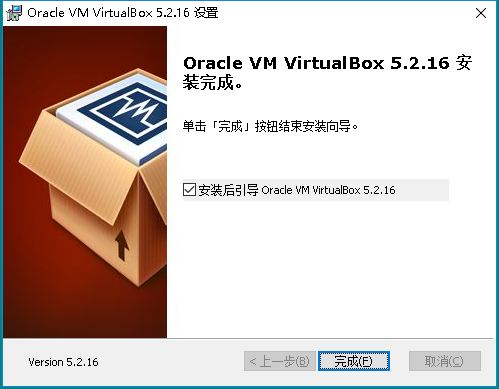 Oracle VM VirtualBox 5.2.16 设置
Oracle VM VirtualBox 5.2.16 安
装完成。
单击「完成」按钮结束安装向导。
安装后引导 Oracle VM VirtualBox 5.2.16
Version 5.2.16
< 上一步(B)
完成(F)
取消(C)